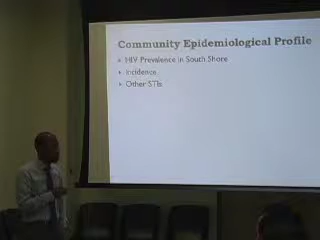 Community Epidemiological Profile
HIV Prevalence in South Shore
Incidence
Other STIs